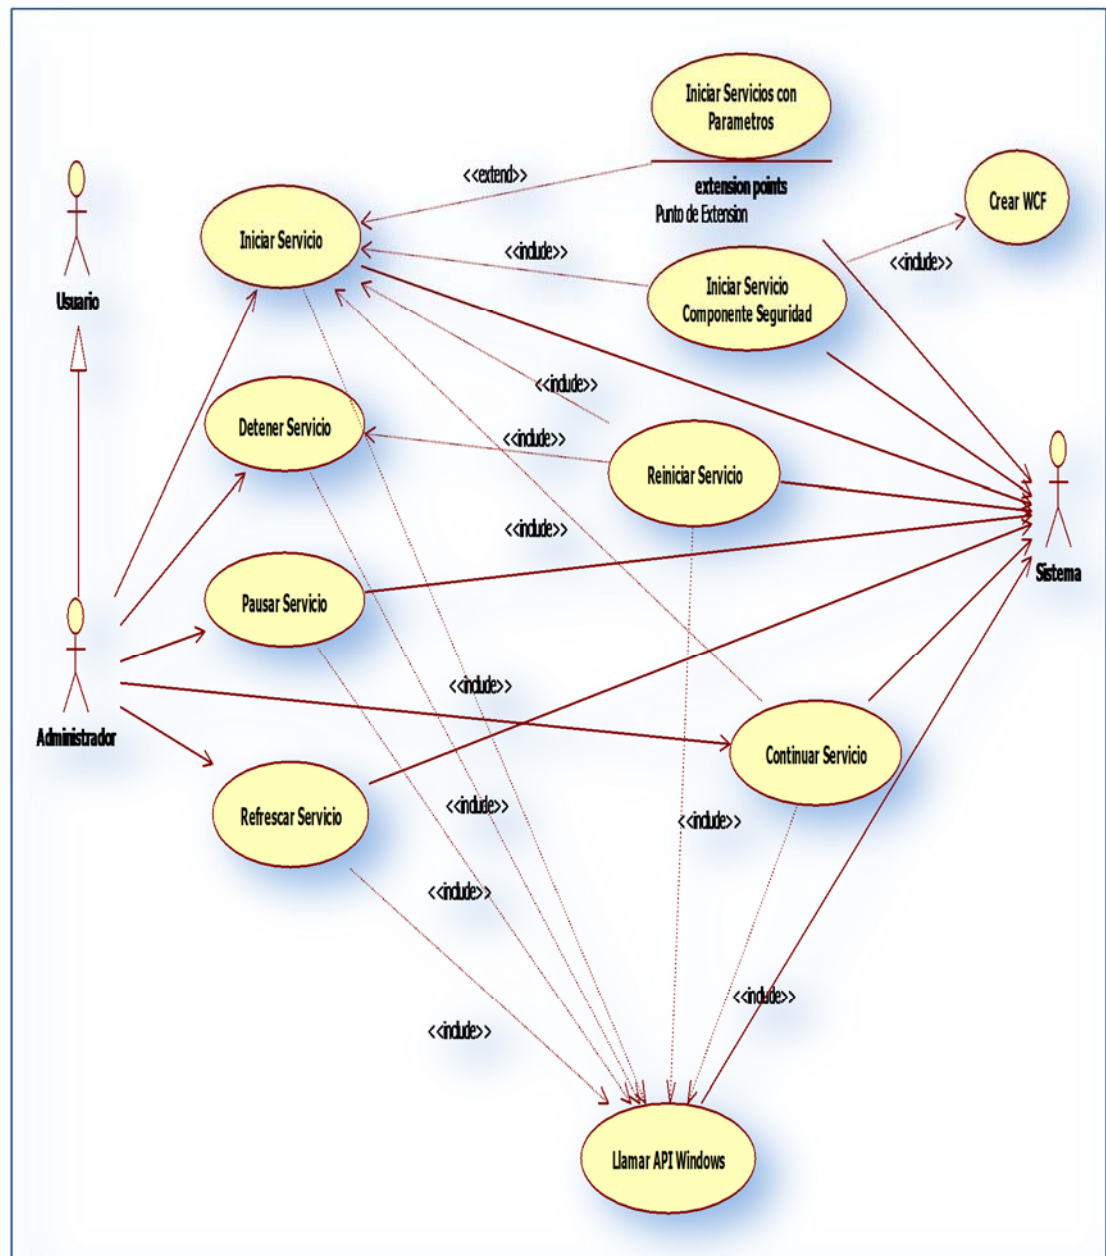 Iniciar Servicios con
Parametros
<<extend>>
extension points
Punto de Extension
Crear WCF
Iniciar Servicio
<<include>>
<<include>>
Iniciar Servicio
Componente Seguridad
Usuario
<<include>>
Detener Servicio
<<include>>
Reiniciar Servicio
<<include>>
Sistema
Pausar Servicio
<<include>>
Administrador
Continuar Servicio
<<include>>
Refrescar Servicio
<<include>>
<<include>>
<<include>>
<<include>>
Llamar API Windows